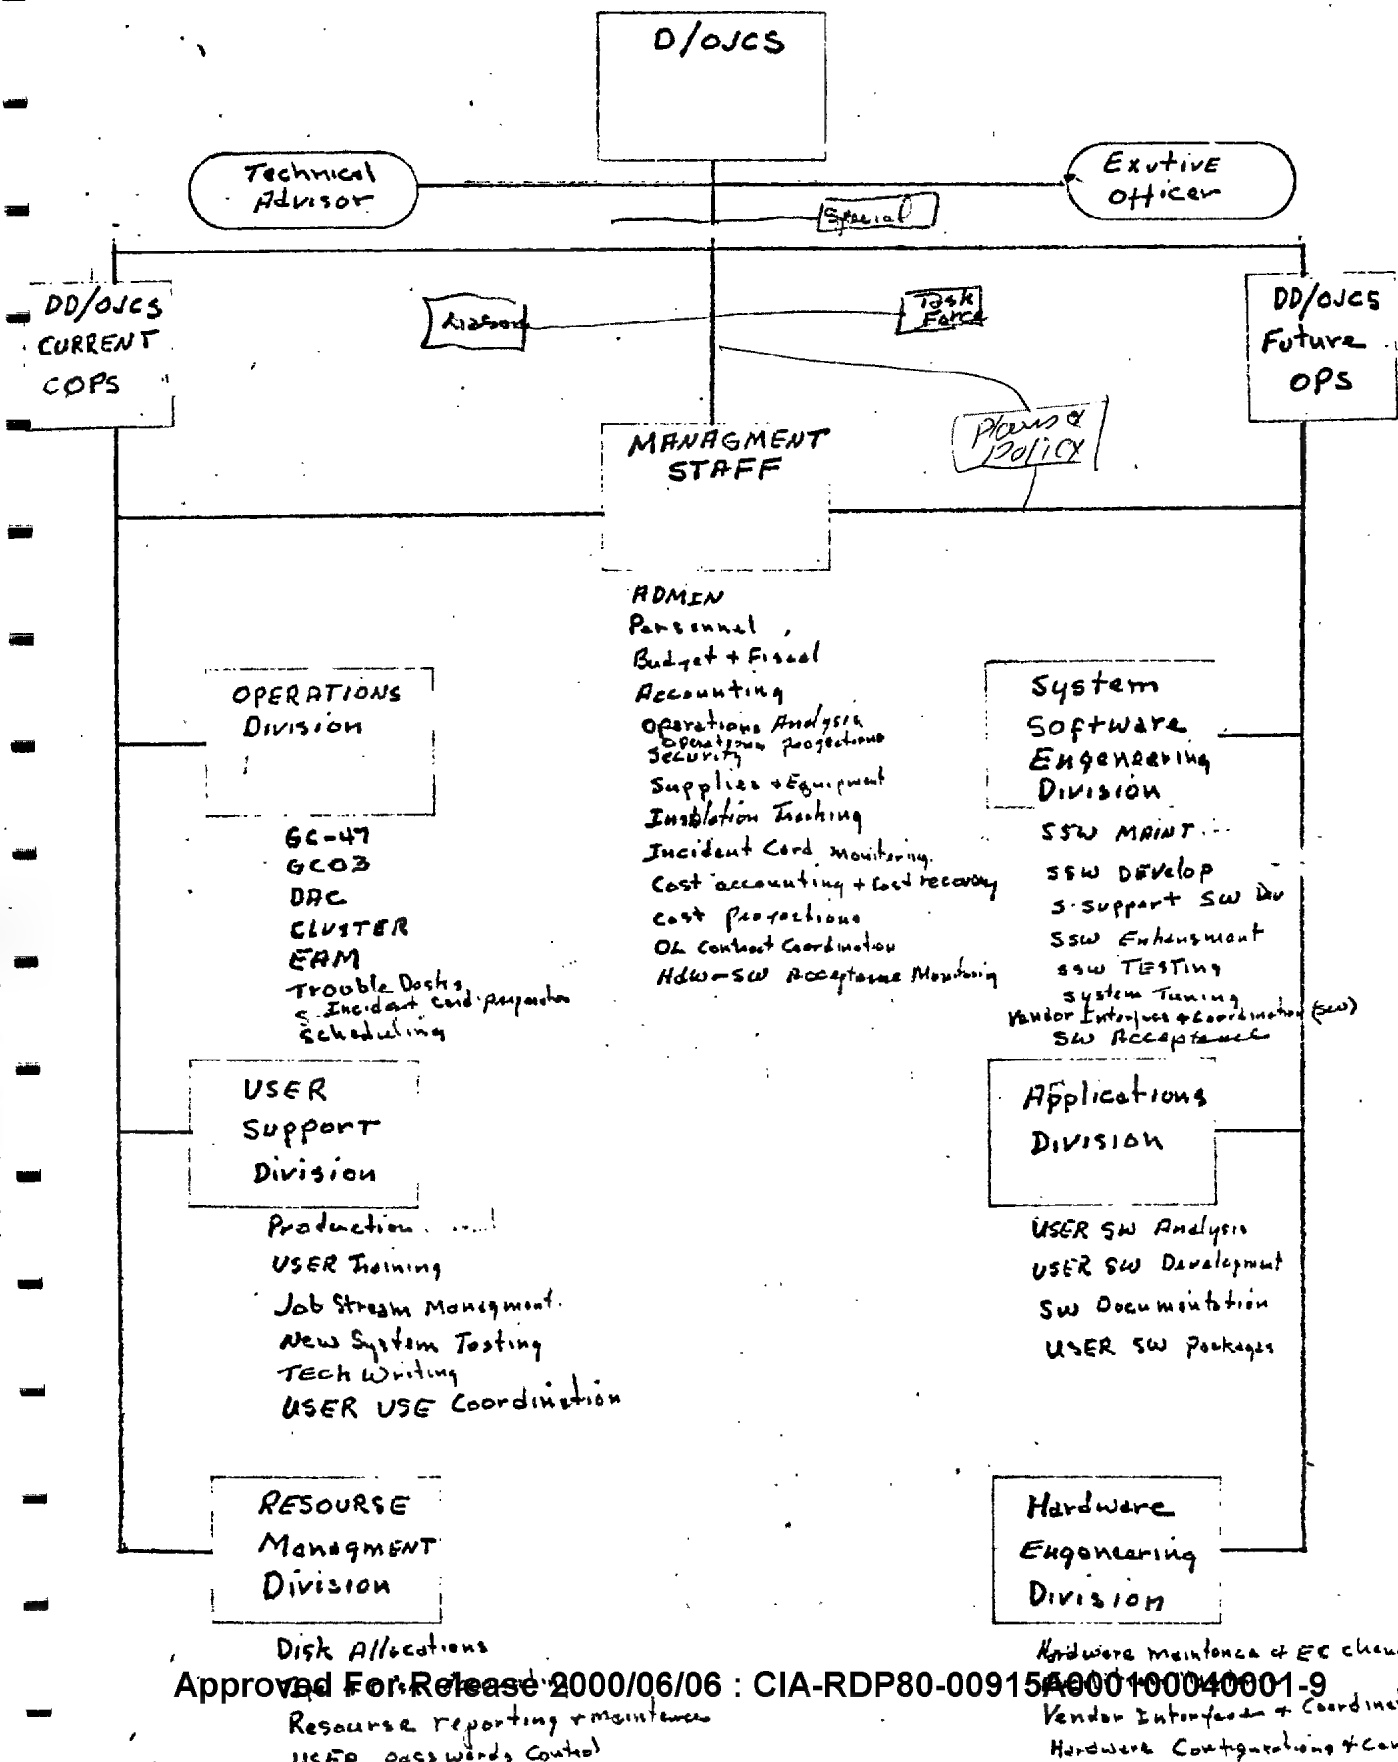 D/OJCS
Technical
Advisor
Exutive
Officer
Special
DD/OJCS
CURRENT
COPS
Liason
Task
Force
DD/OJCS
Future
OPS
Plans &
Policy
MANAGMENT
STAFF
ADMIN
Personnel
Budget + Fiscal
Accounting
Operations Analysis
Operations projections
Security
Supplies + Equipment
Installation Tracking
Incident Card Monitoring
Cost accounting + Cost recovery
Cost Projections
OL Contract Coordination
Hdw-SW Acceptance Monitoring
OPERATIONS
Division
GC-47
GC03
DAC
CLUSTER
EAM
Trouble Desks
Incident Card preparation
Scheduling
System
Software
Engeneering
Division
SSW MAINT
SSW DEVelop
S-Support SW Dev
SSW Enhansment
SSW TESTing
System Tuning
Vendor Interfaces + Coordination (SW)
SW Acceptance
USER
Support
Division
Production
USER Training
Job Stream Managment
New System Testing
TECH Writing
USER USE Coordination
Applications
DIVISION
USER SW Analysis
USER SW Development
SW Documentation
USER SW Packages
RESOURSE
ManagMENT
Division
Disk Allocations
Resourse reporting + maintence
USER passwords Control
Hardware
Engeneering
Division
Hardware maintence & EC
Vendor Interfaces +
Hardware Configurations &
Approved For Release 2000/06/06 : CIA-RDP80-00915A000100040001-9